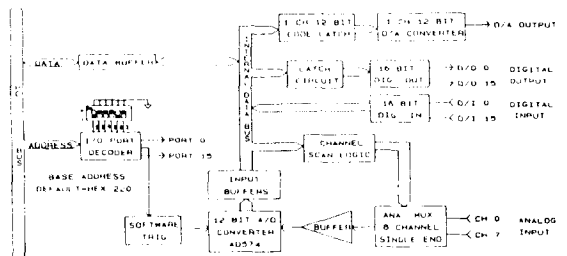 1 CH 12 BIT
CODE LATCH
1 CH 12 BIT
D/A CONVERTER
D/A OUTPUT
DATA
DATA BUFFER
INTERNAL DATA BUS
LATCH
CIRCUIT
16 BIT
DIG OUT
D/O 0
D/O 15
DIGITAL
OUTPUT
16 BIT
DIG IN
D/I 0
D/I 15
DIGITAL
INPUT
PC
BUS
ADDRESS
I/O PORT
DECODER
PORT 0
PORT 15
CHANNEL
SCAN LOGIC
BASE ADDRESS
DEFAULT=HEX 220
INPUT
BUFFERS
SOFTWARE
TRIG
12 BIT A/D
CONVERTER
AD574
BUFFER
ANA MUX
8 CHANNEL
SINGLE END
CH 0
CH 7
ANALOG
INPUT